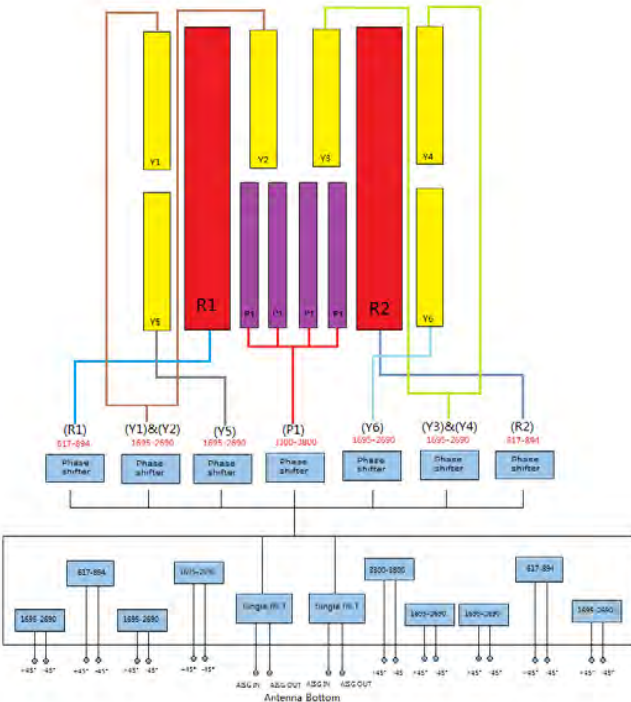 Y1
Y2
Y3
Y4
Y5
R1
P1
P1
P1
P1
R2
Y6
(R1)
(Y1)&(Y2)
(Y5)
(P1)
(Y6)
(Y3)&(Y4)
(R2)
617-894
1695-2690
1695-2690
3300-3800
1695-2690
1695-2690
617-894
Phase shifter
Phase shifter
Phase shifter
Phase shifter
Phase shifter
Phase shifter
Phase shifter
617-894
1695-2690
3300-3800
617-894
1695-2690
1695-2690
Single RET
Single RET
1695-2690
1695-2690
1695-2690
+45° -45°
+45° -45°
+45° -45°
+45° -45°
AISG IN AISG OUT
AISG IN AISG OUT
+45° -45
+45° -45°
+45° -45°
+45° -45°
+45° -45°
Antenna Bottom